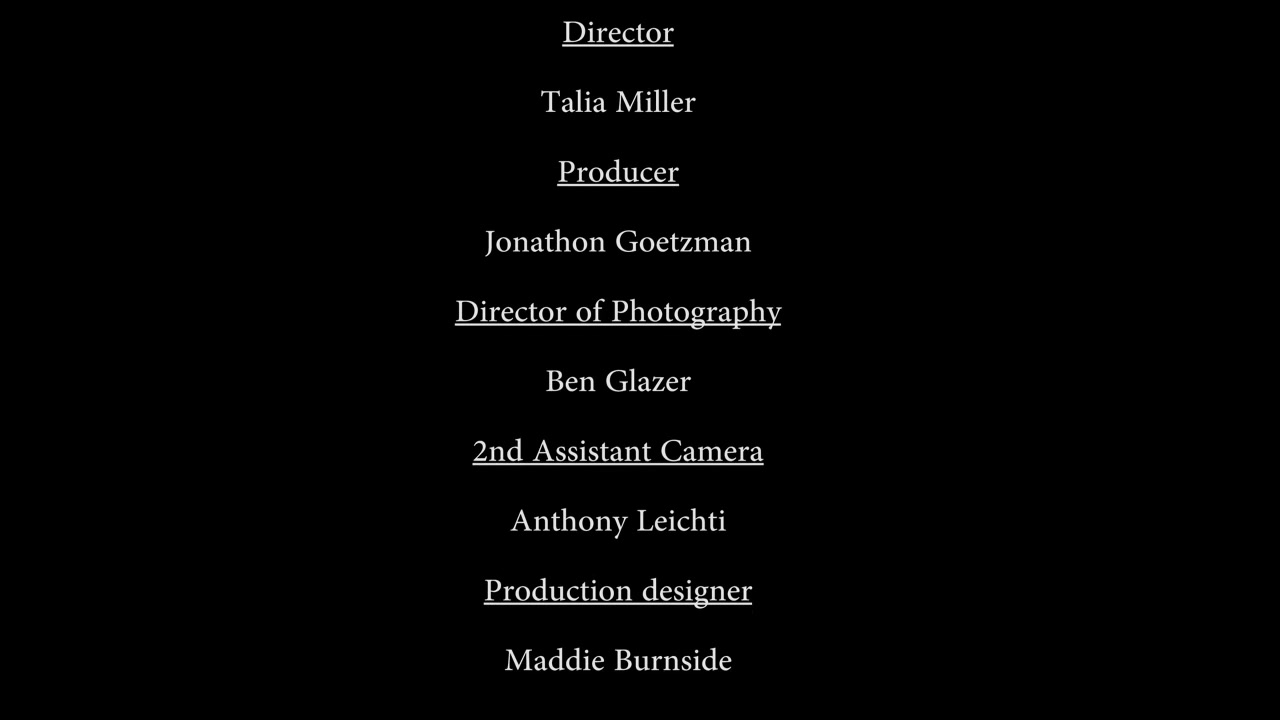 Director
Talia Miller
Producer
Jonathon Goetzman
Director of Photography
Ben Glazer
2nd Assistant Camera
Anthony Leichti
Production designer
Maddie Burnside